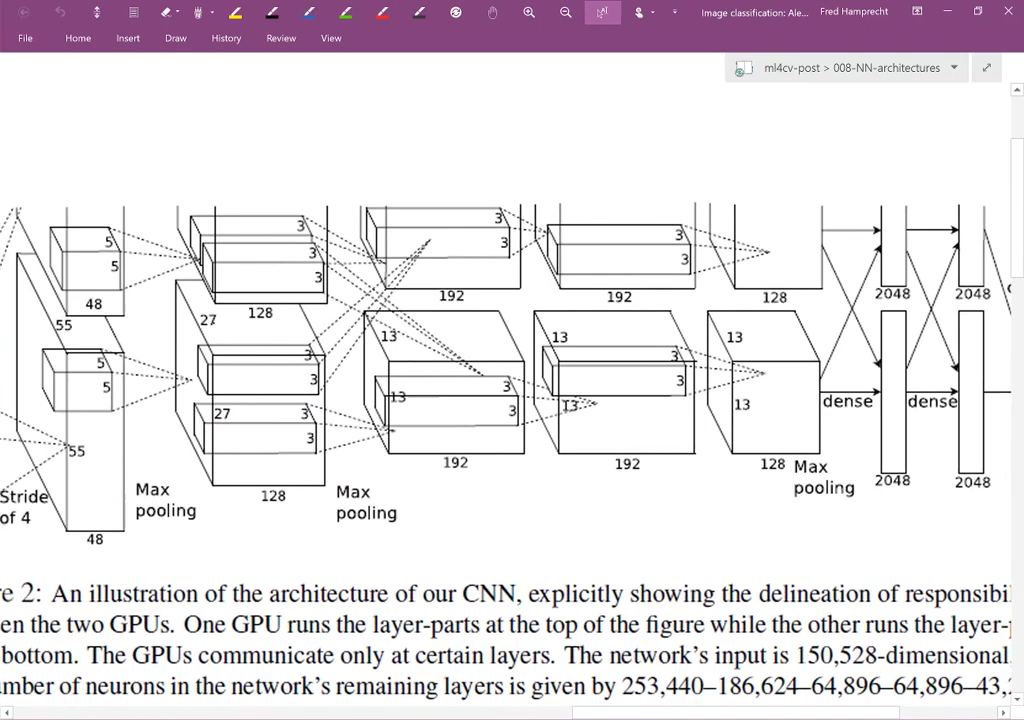 Image classification: Ale... Fred Hamprecht
File Home Insert Draw History Review View
ml4cv-post > 008-NN-architectures
5
5
48
55
3
3
3
128
27
3
3
192
3
3
192
128
2048
2048
5
5
55
48
Stride
of 4
3
3
27
3
3
128
Max
pooling
13
13
3
3
192
Max
pooling
13
13
3
3
192
13
13
128
Max
pooling
dense
dense
2048
2048
e 2: An illustration of the architecture of our CNN, explicitly showing the delineation of responsibi
en the two GPUs. One GPU runs the layer-parts at the top of the figure while the other runs the layer-
bottom. The GPUs communicate only at certain layers. The network's input is 150,528-dimensional,
mber of neurons in the network's remaining layers is given by 253,440–186,624–64,896–64,896–43,2